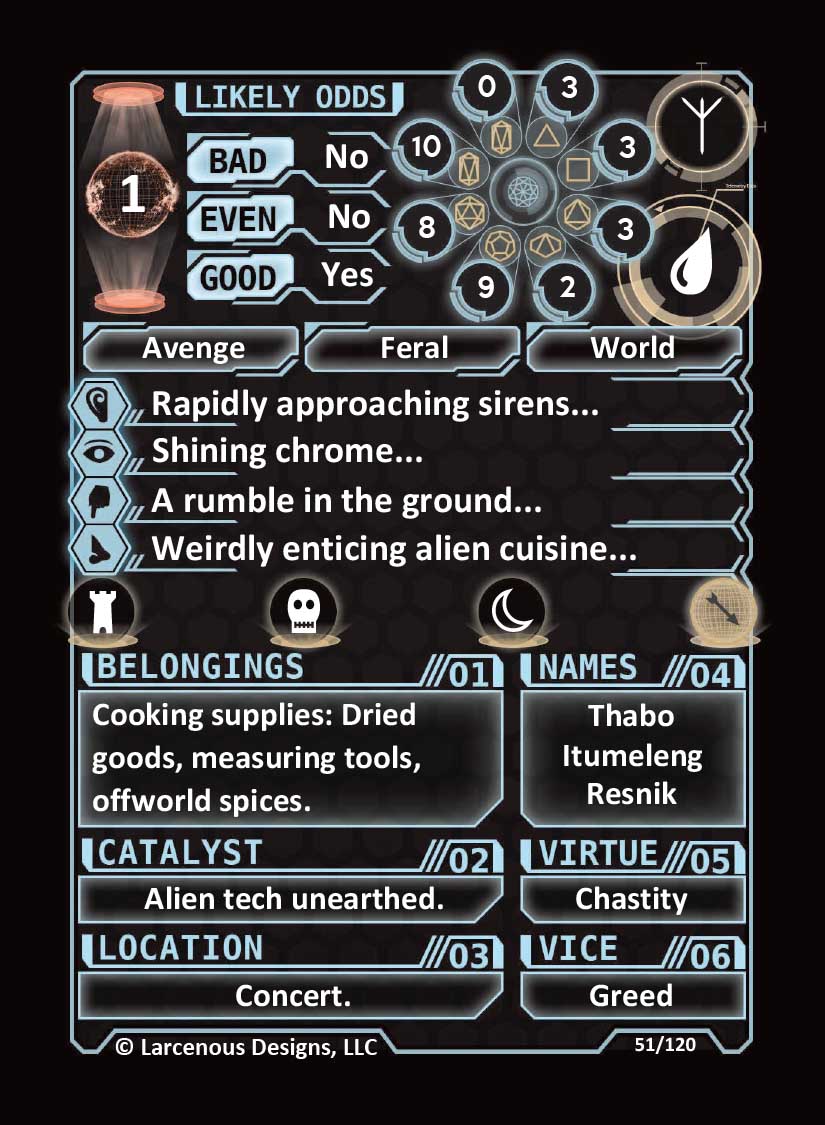 LIKELY ODDS
1
BAD No
EVEN No
GOOD Yes
0 3
10 3
8 3
9 2
Telemetry Data
Avenge Feral World
Rapidly approaching sirens...
Shining chrome...
A rumble in the ground...
Weirdly enticing alien cuisine...
BELONGINGS ///01
Cooking supplies: Dried
goods, measuring tools,
offworld spices.
NAMES ///04
Thabo
Itumeleng
Resnik
CATALYST ///02
Alien tech unearthed.
VIRTUE ///05
Chastity
LOCATION ///03
Concert.
VICE ///06
Greed
© Larcenous Designs, LLC
51/120